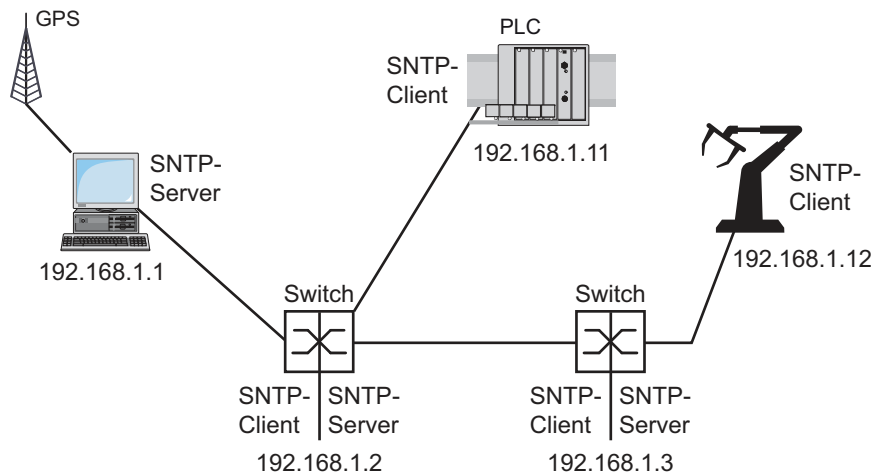 GPS
PLC
SNTP-
Client
192.168.1.11
SNTP-
Server
192.168.1.1
SNTP-
Client
192.168.1.12
Switch
Switch
SNTP-
Client
SNTP-
Server
192.168.1.2
SNTP-
Client
SNTP-
Server
192.168.1.3